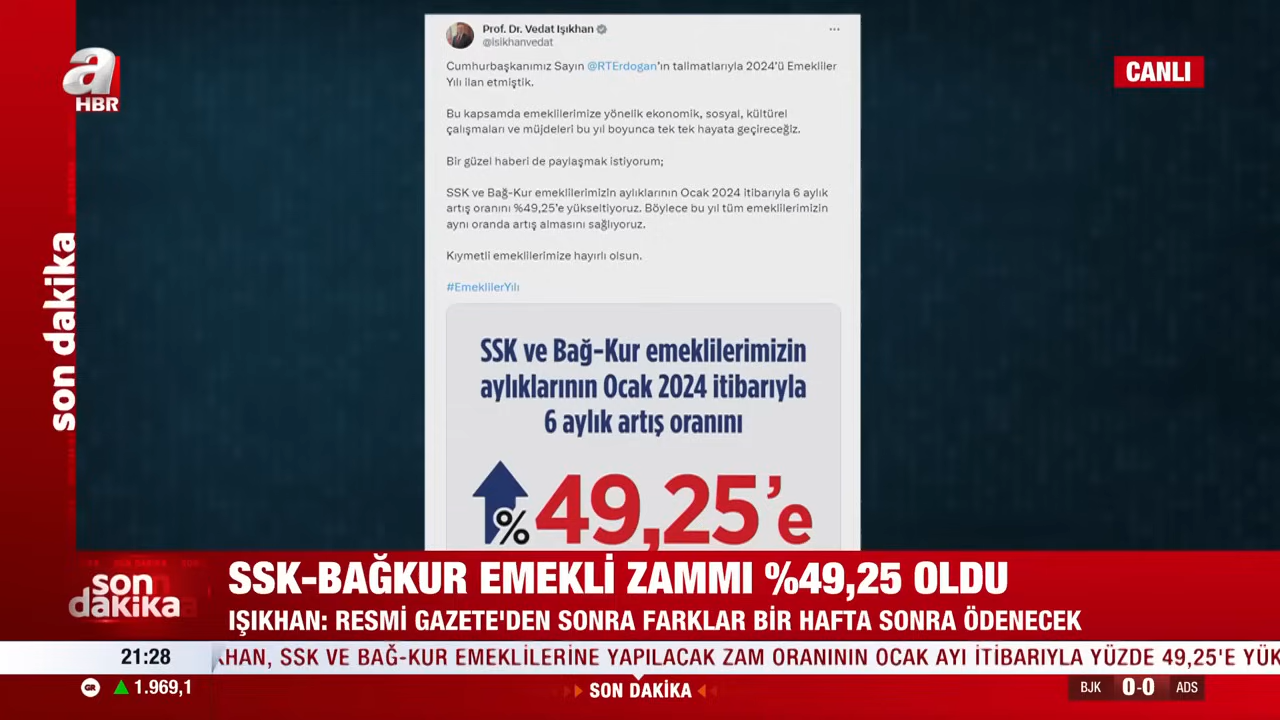 Prof. Dr. Vedat Işıkhan
@isikhanvedat
Cumhurbaşkanımız Sayın @RTErdogan'ın talimatlarıyla 2024'ü Emekliler
Yılı ilan etmiştik.
Bu kapsamda emeklilerimize yönelik ekonomik, sosyal, kültürel
çalışmaları ve müjdeleri bu yıl boyunca tek tek hayata geçireceğiz.
Bir güzel haberi de paylaşmak istiyorum;
SSK ve Bağ-Kur emeklilerimizin aylıklarının Ocak 2024 itibarıyla 6 aylık
artış oranını %49,25'e yükseltiyoruz. Böylece bu yıl tüm emeklilerimizin
aynı oranda artış almasını sağlıyoruz.
Kıymetli emeklilerimize hayırlı olsun.
#EmeklilerYılı
SSK ve Bağ-Kur emeklilerimizin
aylıklarının Ocak 2024 itibarıyla
6 aylık artış oranını
%49,25'e
a
HBR
CANLI
son dakika
son
dakika
SSK-BAĞKUR EMEKLİ ZAMMI %49,25 OLDU
IŞIKHAN: RESMİ GAZETE'DEN SONRA FARKLAR BİR HAFTA SONRA ÖDENECEK
21:28
KHAN, SSK VE BAĞ-KUR EMEKLİLERİNE YAPILACAK ZAM ORANININ OCAK AYI İTİBARIYLA YÜZDE 49,25'E YÜK
GR 1.969,1
SON DAKİKA
BJK 0-0 ADS